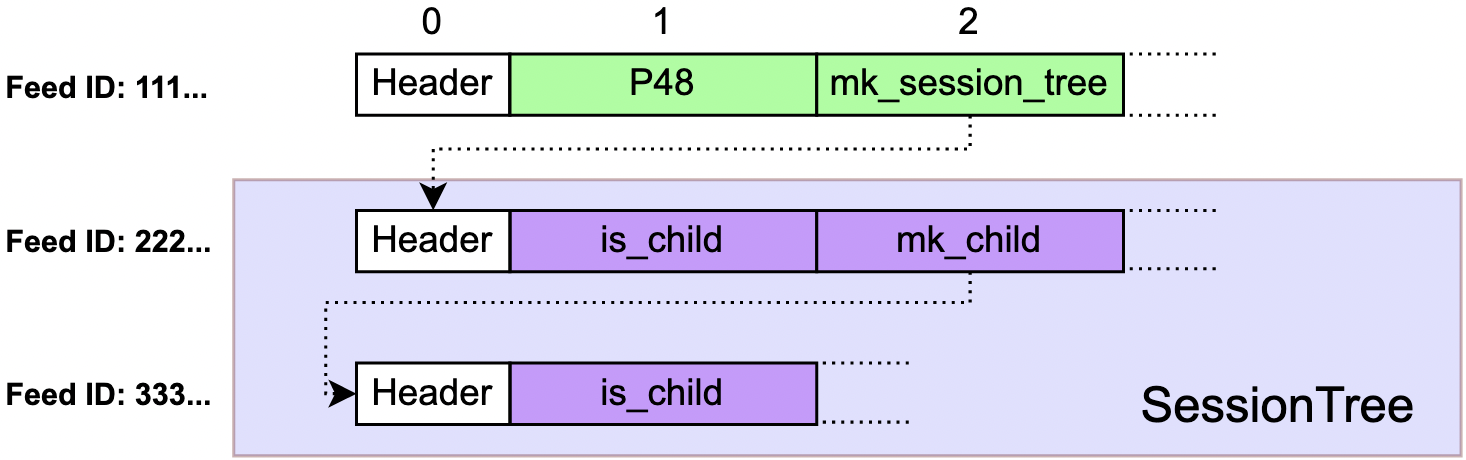 0 1 2
Feed ID: 111... Header P48 mk_session_tree
Feed ID: 222... Header is_child mk_child
Feed ID: 333... Header is_child
SessionTree